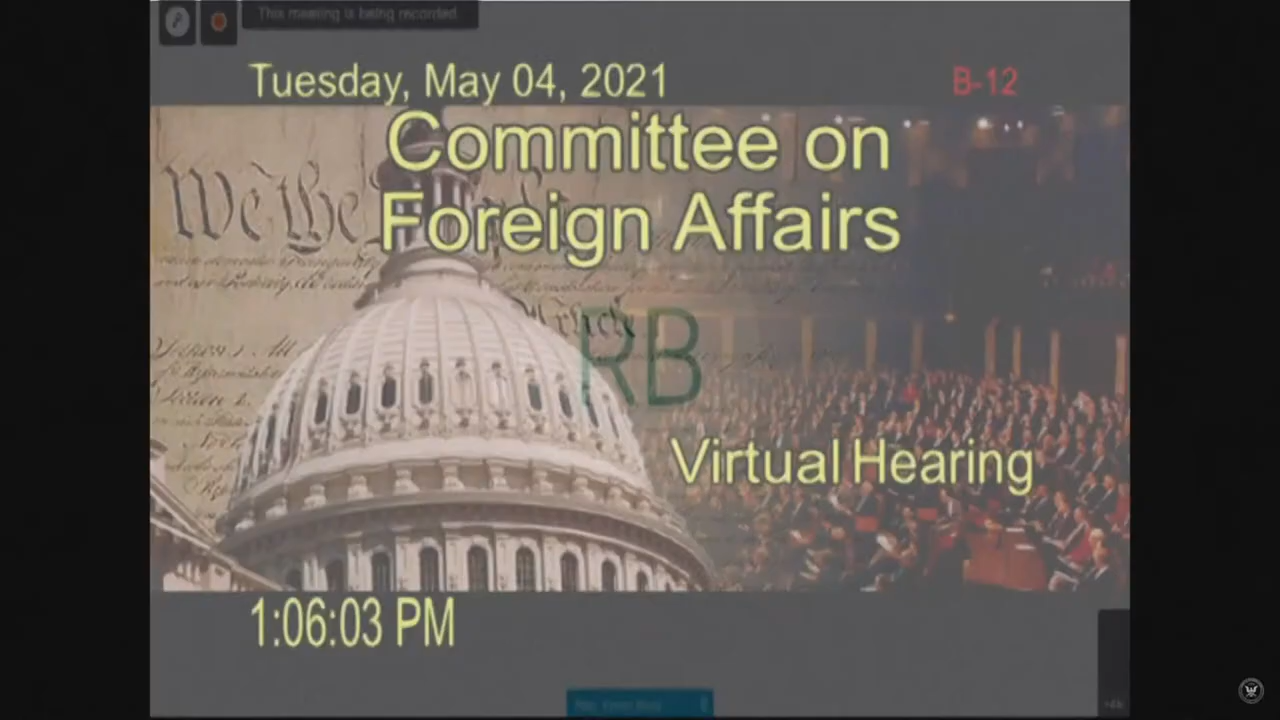 This meeting is being recorded
Tuesday, May 04, 2021
B-12
Committee on
Foreign Affairs
We the
Article
RB
Virtual Hearing
1:06:03 PM